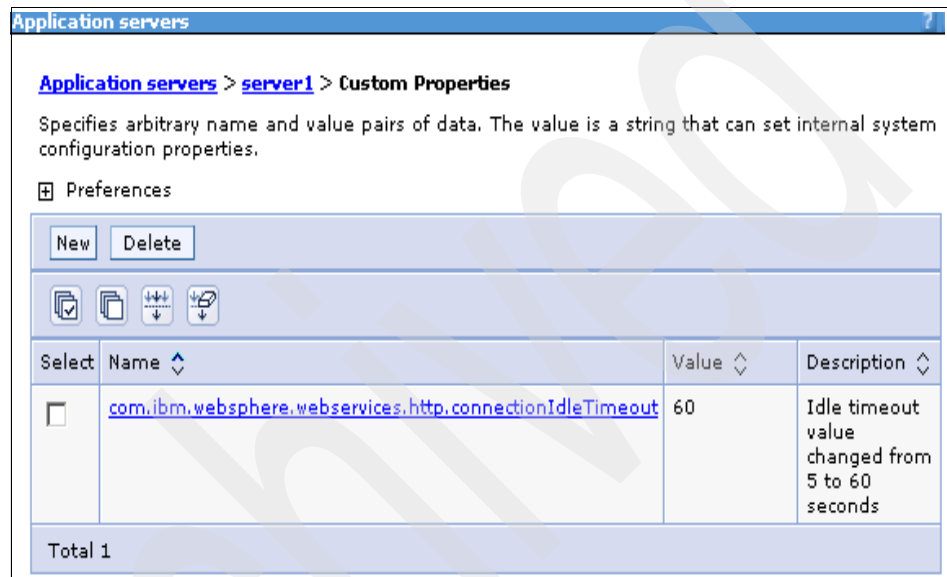 Application servers ?
Application servers > server1 > Custom Properties
Specifies arbitrary name and value pairs of data. The value is a string that can set internal system
configuration properties.
Preferences
New Delete
Select Name Value Description
com.ibm.websphere.webservices.http.connectionIdleTimeout 60 Idle timeout
value
changed from
5 to 60
seconds
Total 1